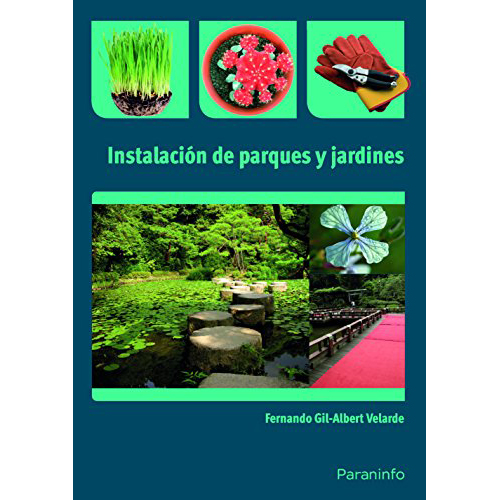 Instalación de parques y jardines
Fernando Gil-Albert Velarde
Paraninfo